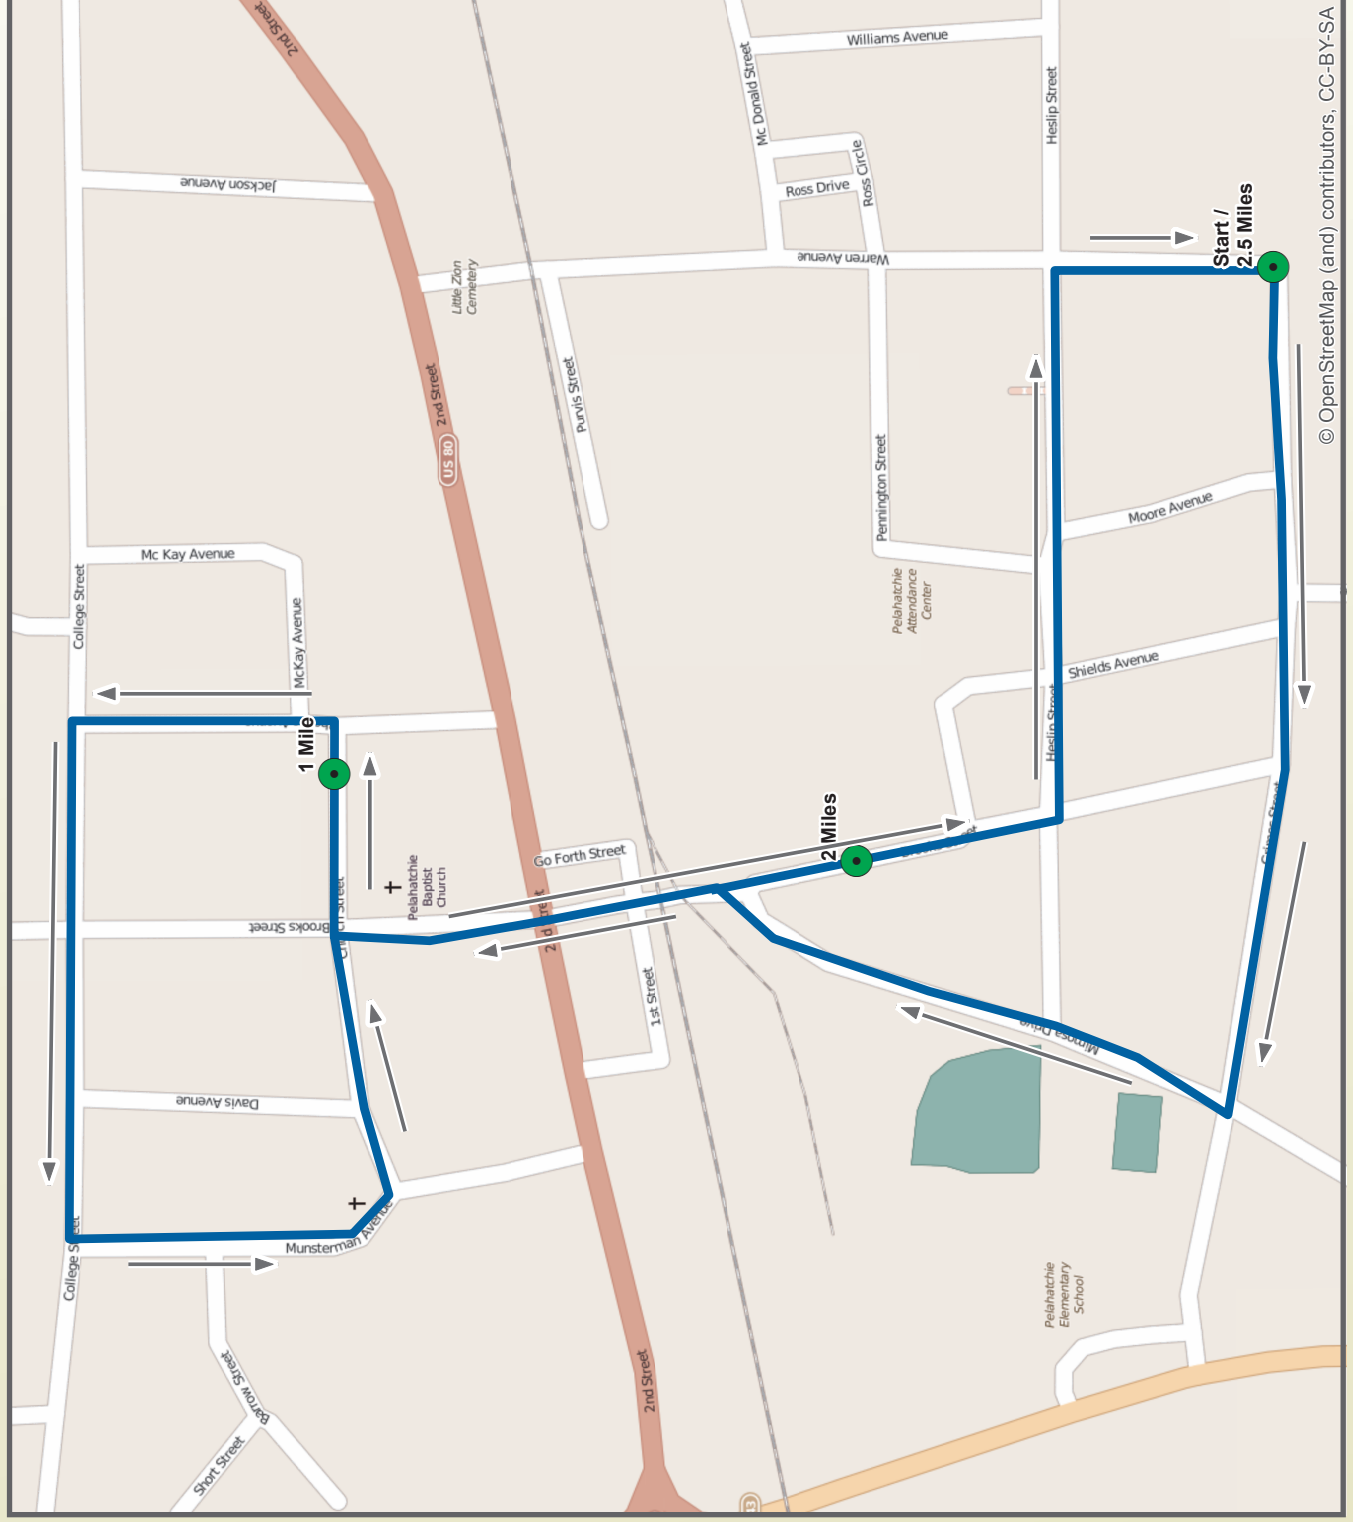 2nd Street
Williams Avenue
Mc Donald Street
Heslip Street
Jackson Avenue
Ross Drive
Ross Circle
© OpenStreetMap (and) contributors, CC-BY-SA
Start /
2.5 Miles
Warren Avenue
Little Zion
Cemetery
2nd Street
Purvis Street
US 80
Pennington Street
Moore Avenue
Mc Kay Avenue
College Street
McKay Avenue
Pelahatchie
Attendance
Center
Shields Avenue
Heslip Street
1 Mile
2 Miles
Go Forth Street
Pelahatchie
Baptist
Church
Brooks Street
1st Street
Mimosa Drive
Davis Avenue
Munsterman Avenue
College Street
Pelahatchie
Elementary
School
Barrow Street
2nd Street
Short Street